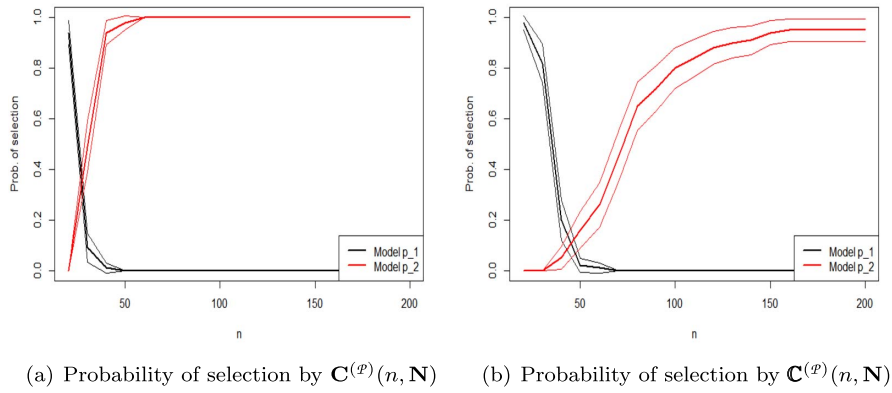 Prob. of selection
1.0
0.8
0.6
0.4
0.2
0.0
50
100
150
200
n
Model p_1
Model p_2
(a) Probability of selection by 𝐂^(𝓅)(n, 𝐍)
Prob. of selection
1.0
0.8
0.6
0.4
0.2
0.0
50
100
150
200
n
Model p_1
Model p_2
(b) Probability of selection by ℂ^(𝓅)(n, 𝐍)